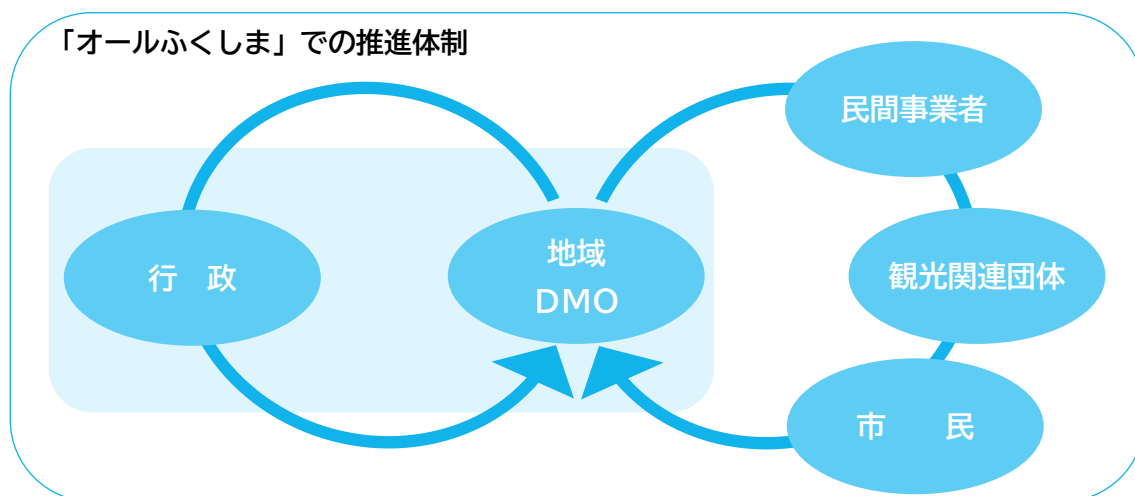 「オールふくしま」での推進体制
民間事業者
行　政
地域
DMO
観光関連団体
市　　民